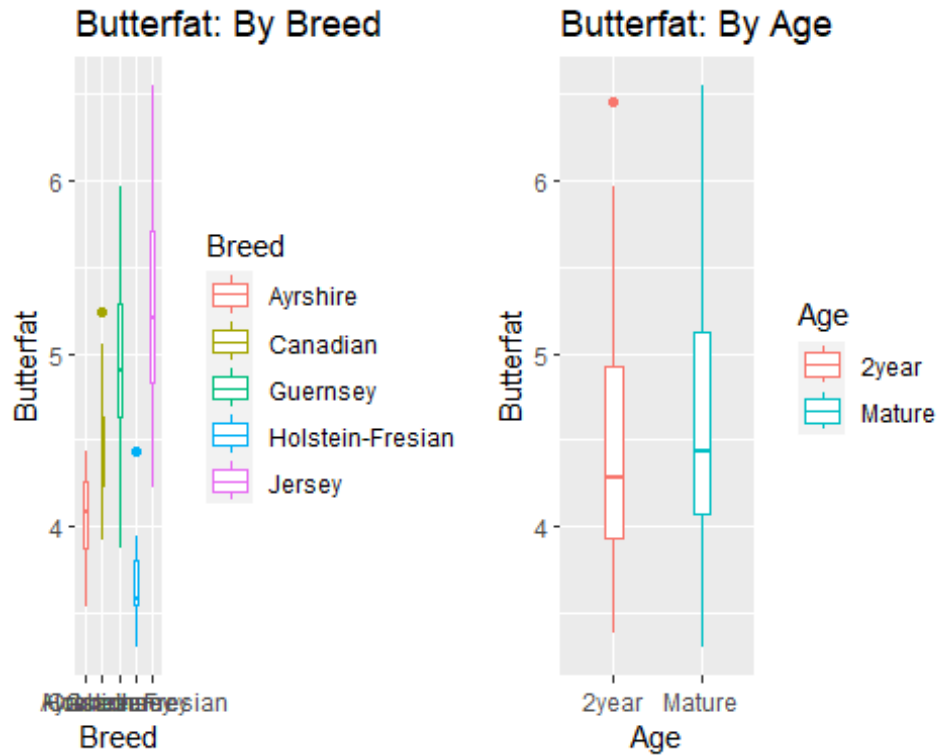 Butterfat: By Breed
6
5
4
Butterfat
Breed
Breed
Ayrshire
Canadian
Guernsey
Holstein-Fresian
Jersey
Butterfat: By Age
6
5
4
Butterfat
2year
Mature
Age
Age
2year
Mature